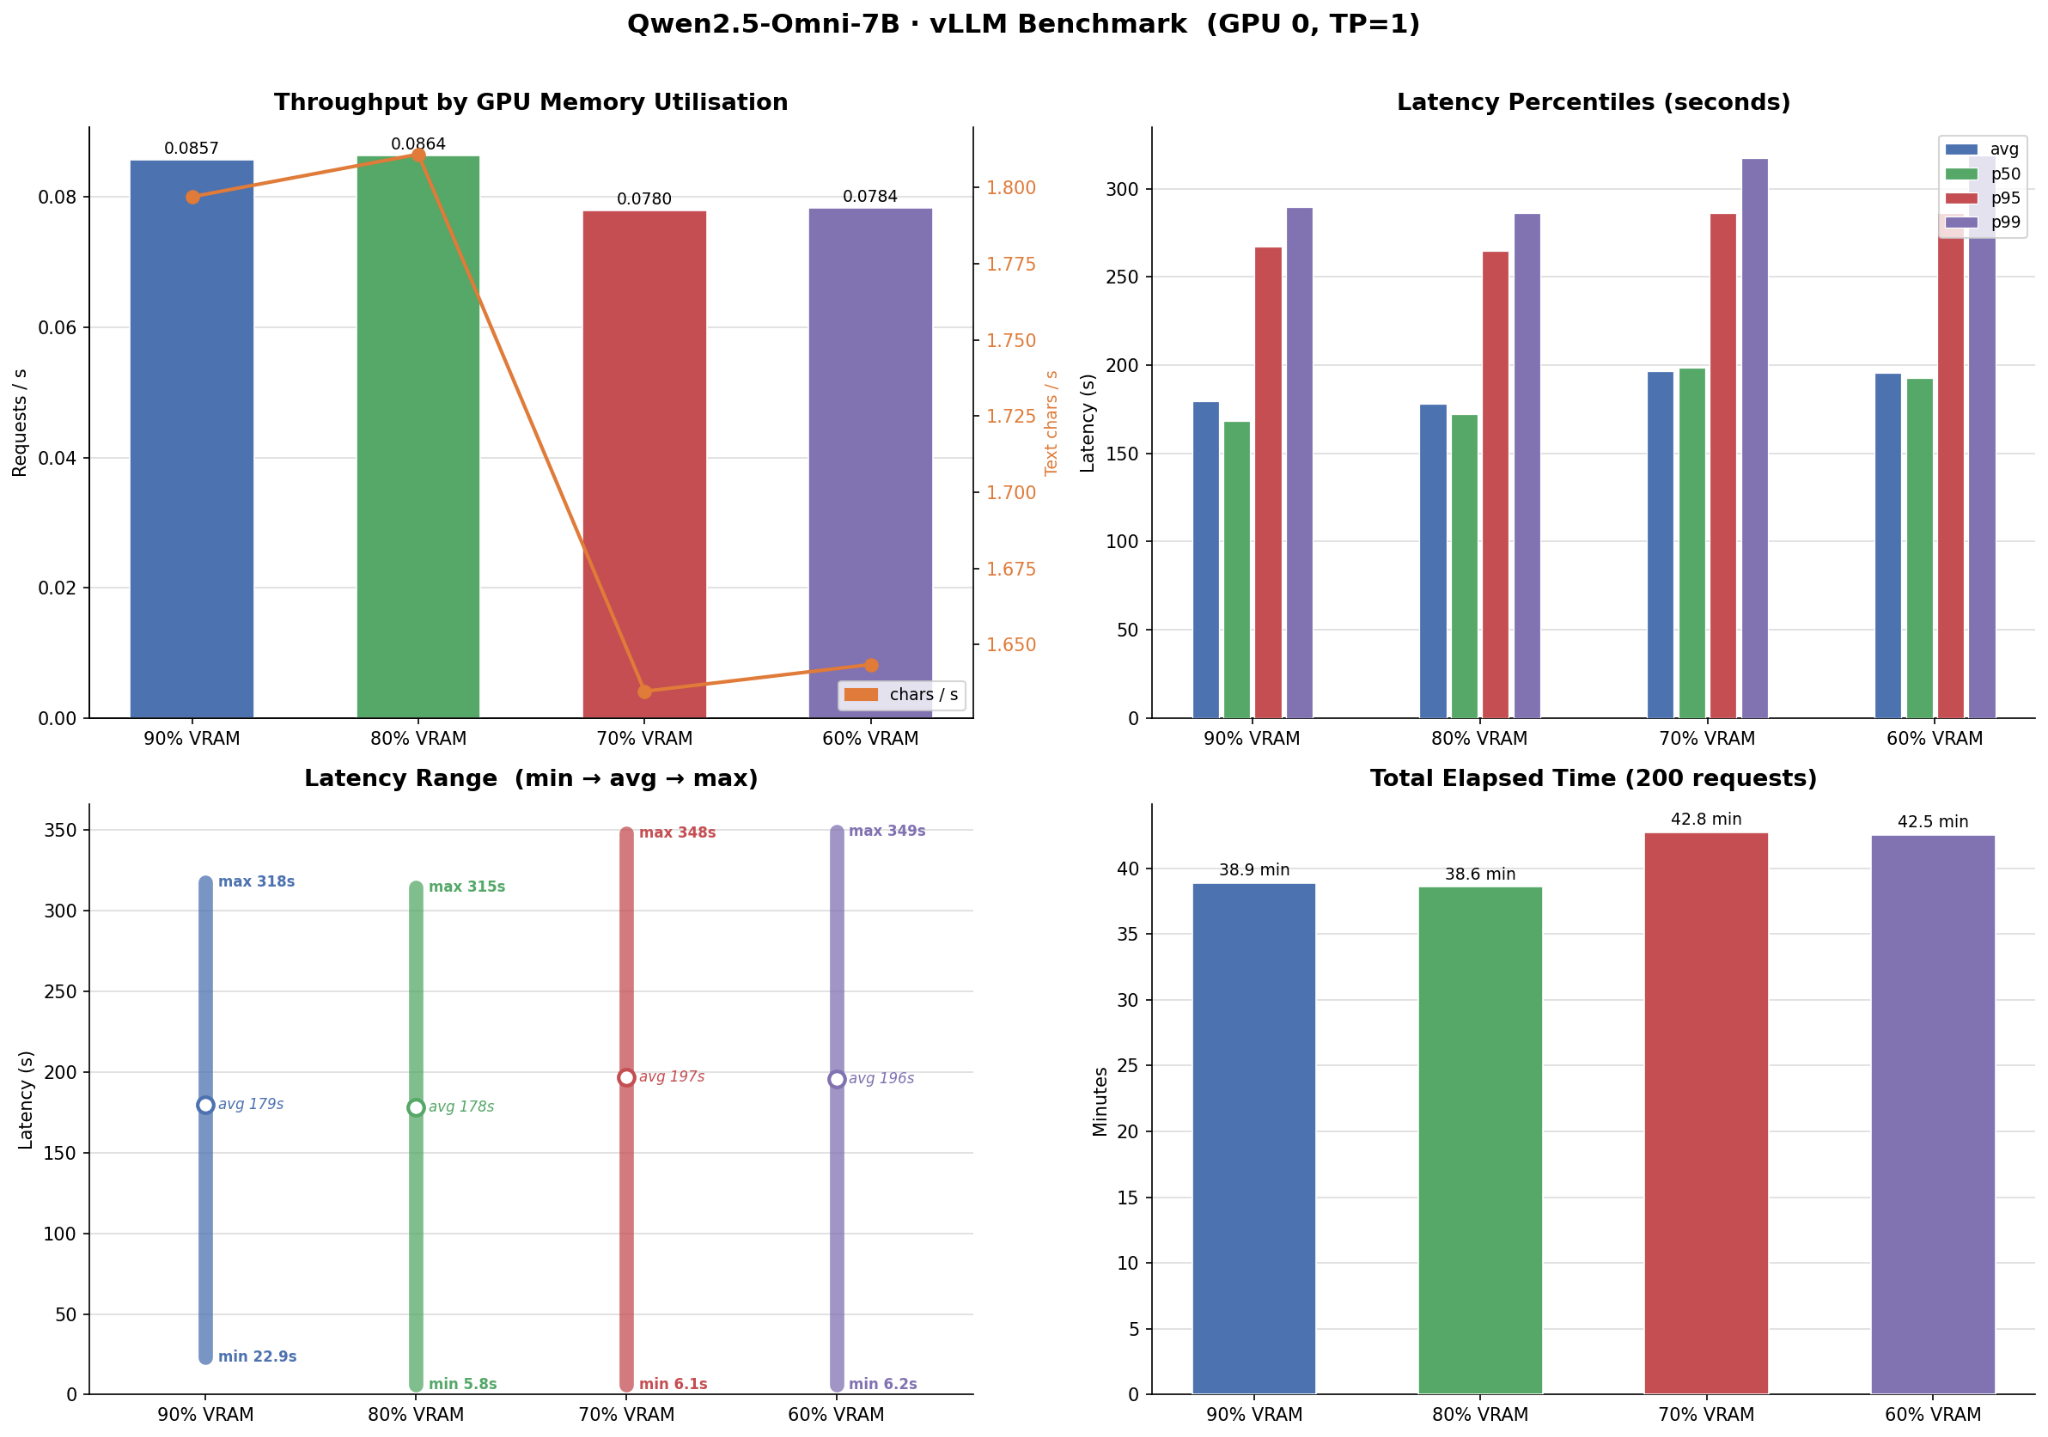 Qwen2.5-Omni-7B · vLLM Benchmark  (GPU 0, TP=1)
Throughput by GPU Memory Utilisation
0.0857
0.0864
0.0780
0.0784
0.08
0.06
0.04
0.02
0.00
Requests / s
1.800
1.775
1.750
1.725
1.700
1.675
1.650
Text chars / s
chars / s
90% VRAM
80% VRAM
70% VRAM
60% VRAM
Latency Percentiles (seconds)
avg
p50
p95
p99
300
250
200
150
100
50
0
Latency (s)
90% VRAM
80% VRAM
70% VRAM
60% VRAM
Latency Range  (min → avg → max)
350
300
250
200
150
100
50
0
Latency (s)
max 318s
avg 179s
min 22.9s
max 315s
avg 178s
min 5.8s
max 348s
avg 197s
min 6.1s
max 349s
avg 196s
min 6.2s
90% VRAM
80% VRAM
70% VRAM
60% VRAM
Total Elapsed Time (200 requests)
38.9 min
38.6 min
42.8 min
42.5 min
40
35
30
25
20
15
10
5
0
Minutes
90% VRAM
80% VRAM
70% VRAM
60% VRAM